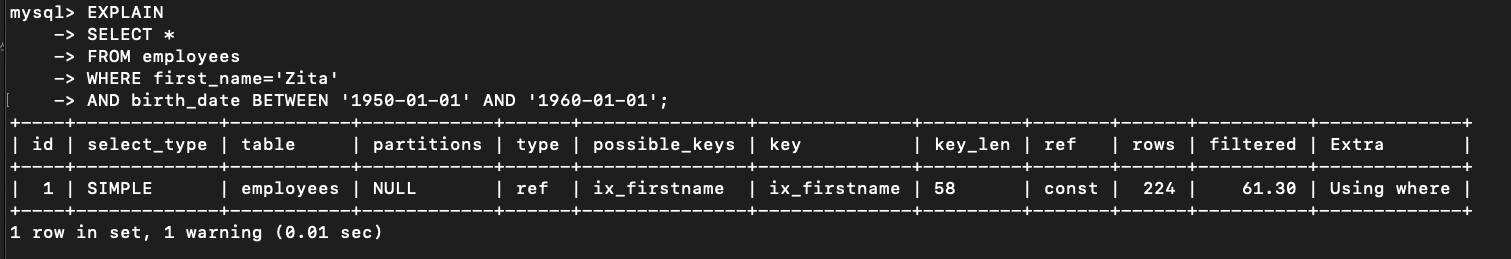 mysql> EXPLAIN
    -> SELECT *
    -> FROM employees
    -> WHERE first_name='Zita'
    -> AND birth_date BETWEEN '1950-01-01' AND '1960-01-01';
+----+-------------+-----------+------------+------+---------------+--------------+---------+-------+------+----------+-------------+
| id | select_type | table     | partitions | type | possible_keys | key          | key_len | ref   | rows | filtered | Extra       |
+----+-------------+-----------+------------+------+---------------+--------------+---------+-------+------+----------+-------------+
|  1 | SIMPLE      | employees | NULL       | ref  | ix_firstname  | ix_firstname | 58      | const |  224 |    61.30 | Using where |
+----+-------------+-----------+------------+------+---------------+--------------+---------+-------+------+----------+-------------+
1 row in set, 1 warning (0.01 sec)